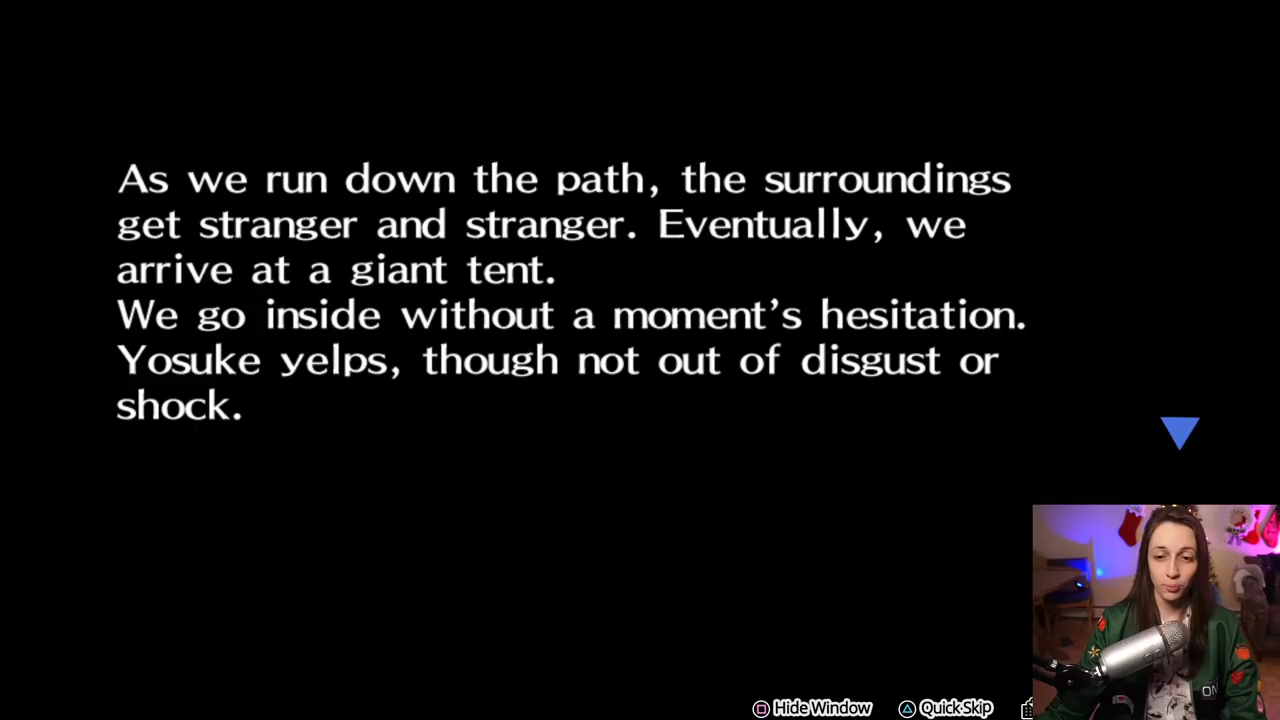 As we run down the path, the surroundings
get stranger and stranger. Eventually, we
arrive at a giant tent.
We go inside without a moment's hesitation.
Yosuke yelps, though not out of disgust or
shock.
Hide Window Quick Skip
ON